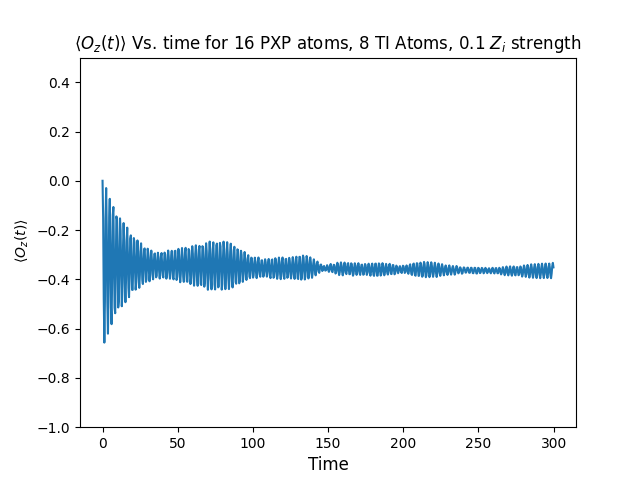 ⟨O_z(t)⟩ Vs. time for 16 PXP atoms, 8 TI Atoms, 0.1 Z_i strength
0.4
0.2
0.0
−0.2
−0.4
−0.6
−0.8
−1.0
⟨O_z(t)⟩
0 50 100 150 200 250 300
Time